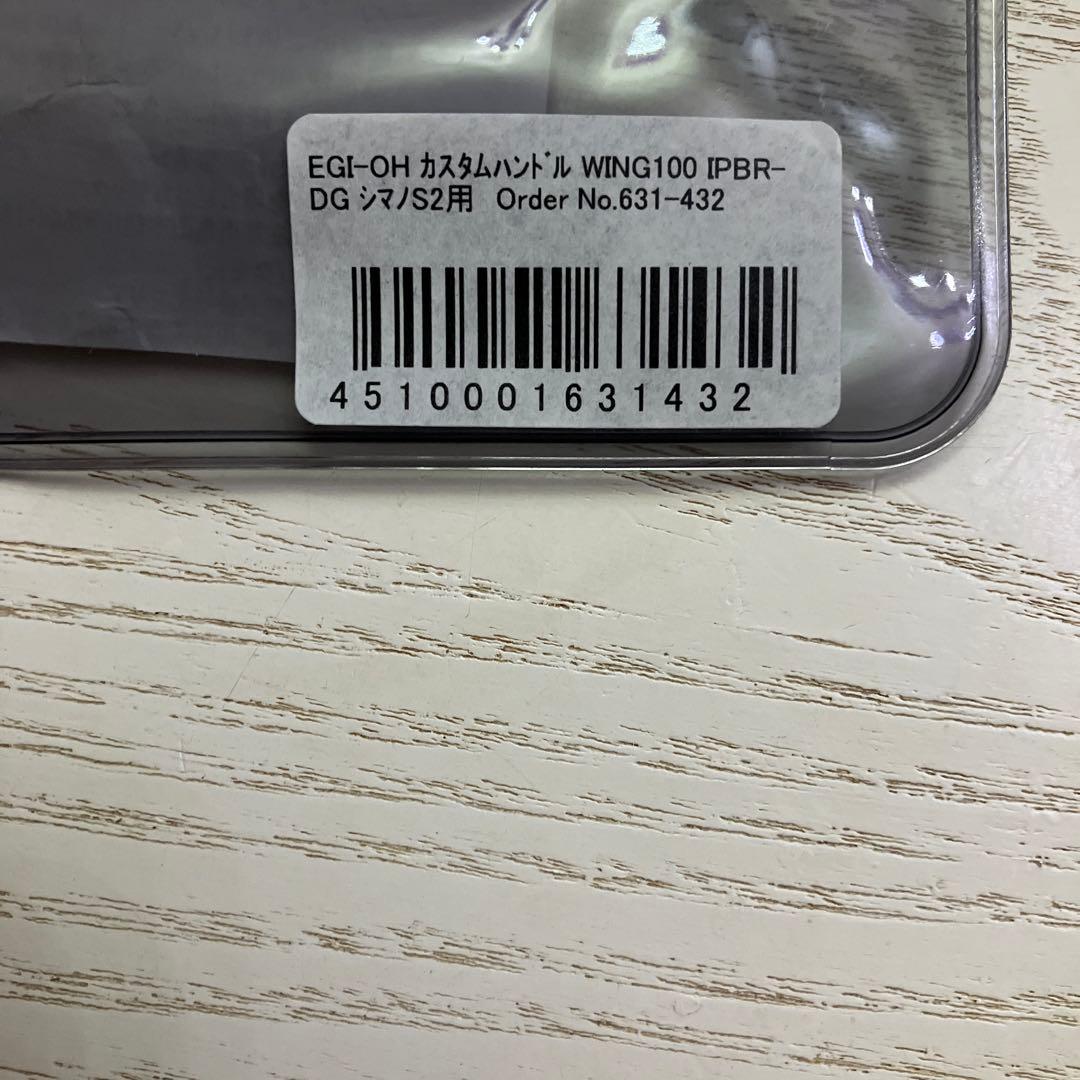 EGI-OH ｶｽﾀﾑﾊﾝﾄﾞﾙ WING100 IPBR-
DG ｼﾏﾉS2用 Order No.631-432
4510001631432